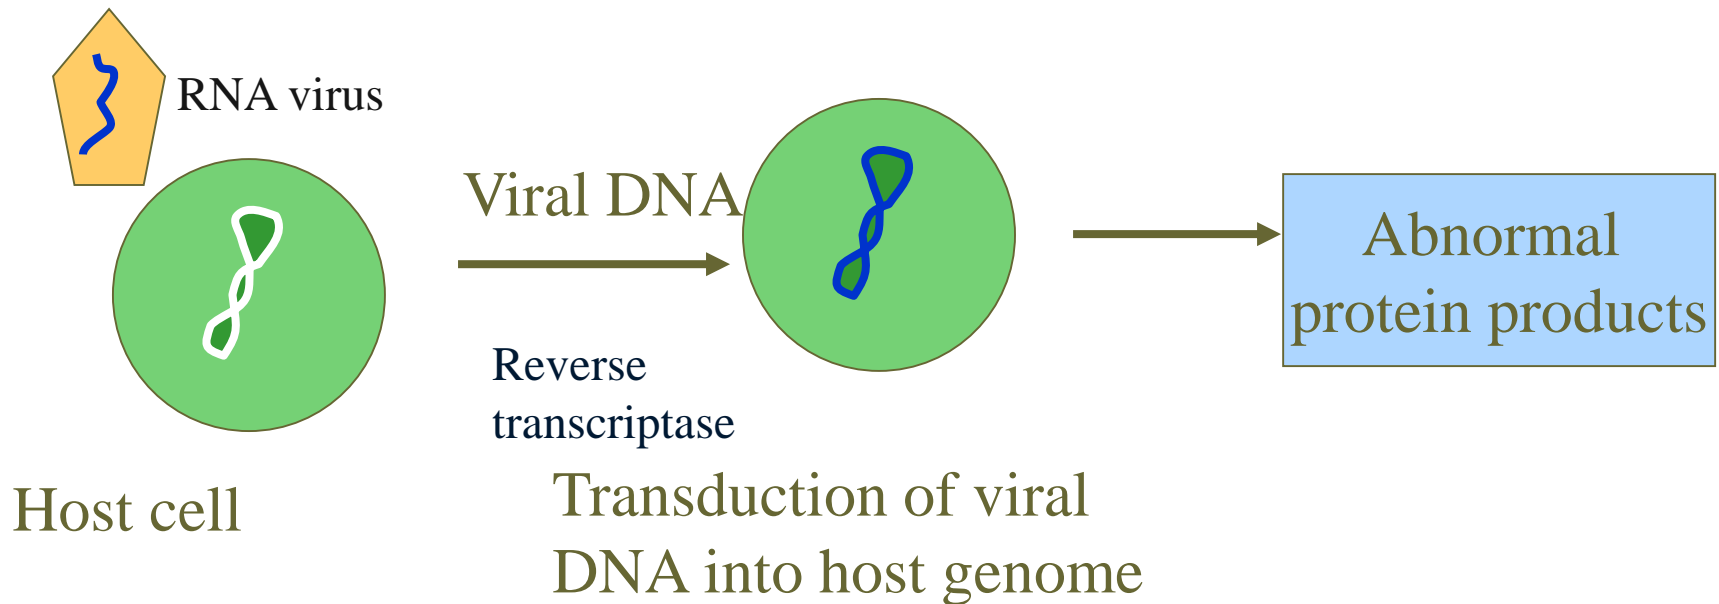 RNA virus
Viral DNA
Reverse
transcriptase
Host cell
Transduction of viral
DNA into host genome
Abnormal
protein products